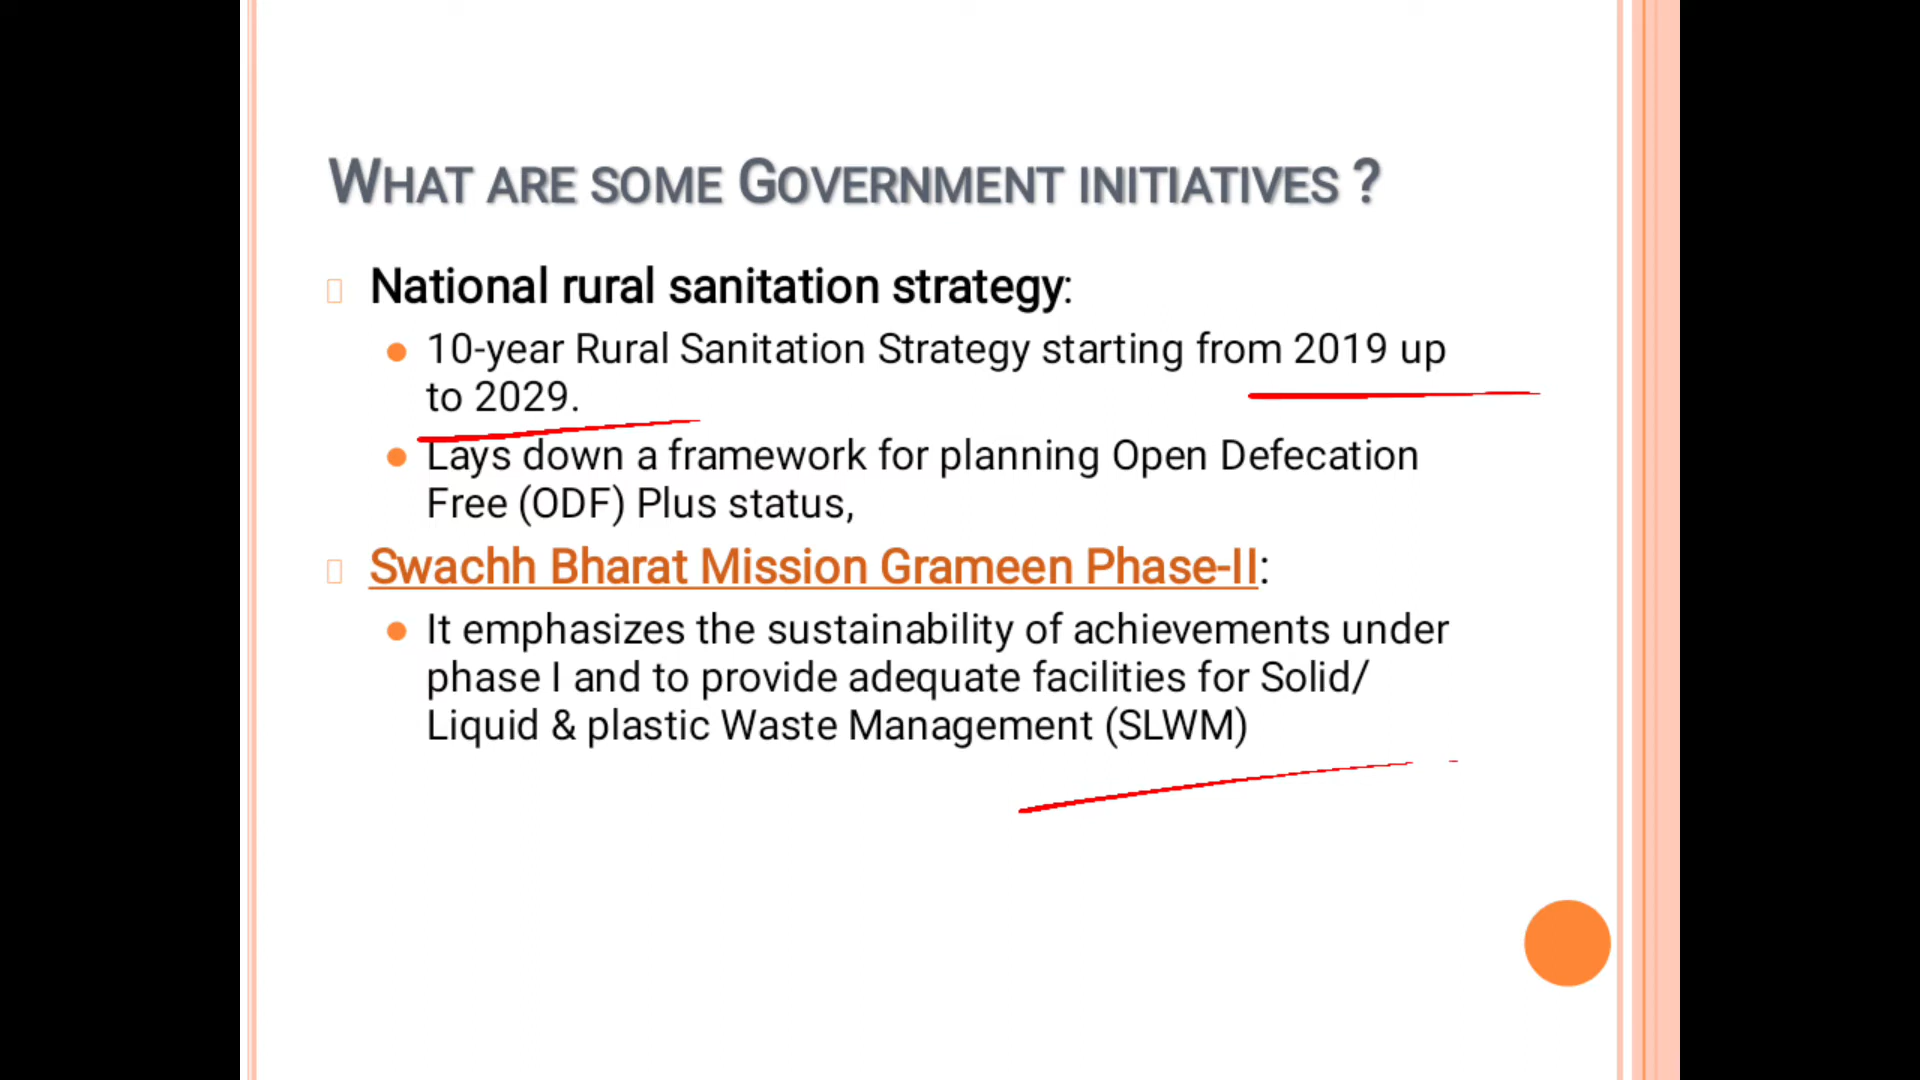 What are some Government initiatives ?
National rural sanitation strategy:
10-year Rural Sanitation Strategy starting from 2019 up
to 2029.
Lays down a framework for planning Open Defecation
Free (ODF) Plus status,
Swachh Bharat Mission Grameen Phase-II:
It emphasizes the sustainability of achievements under
phase I and to provide adequate facilities for Solid/
Liquid & plastic Waste Management (SLWM)